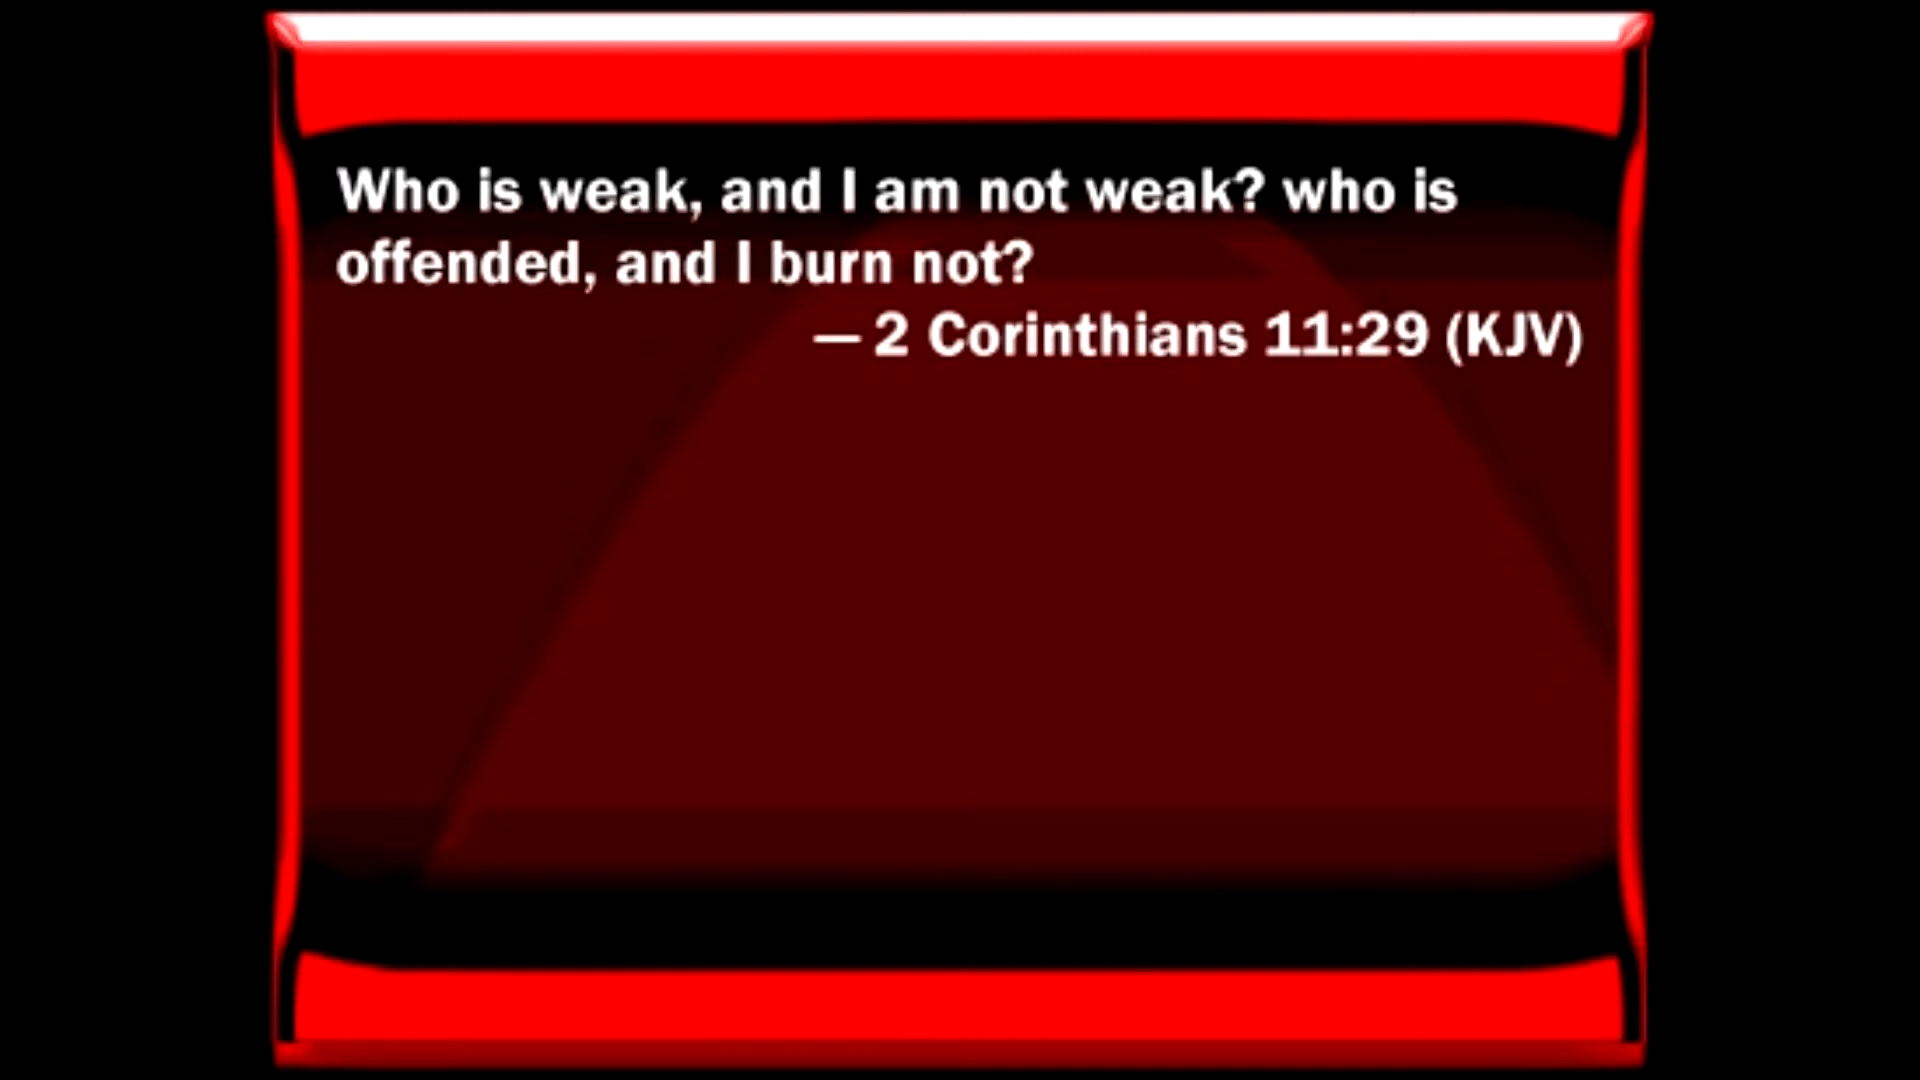 Who is weak, and I am not weak? who is
offended, and I burn not?
— 2 Corinthians 11:29 (KJV)